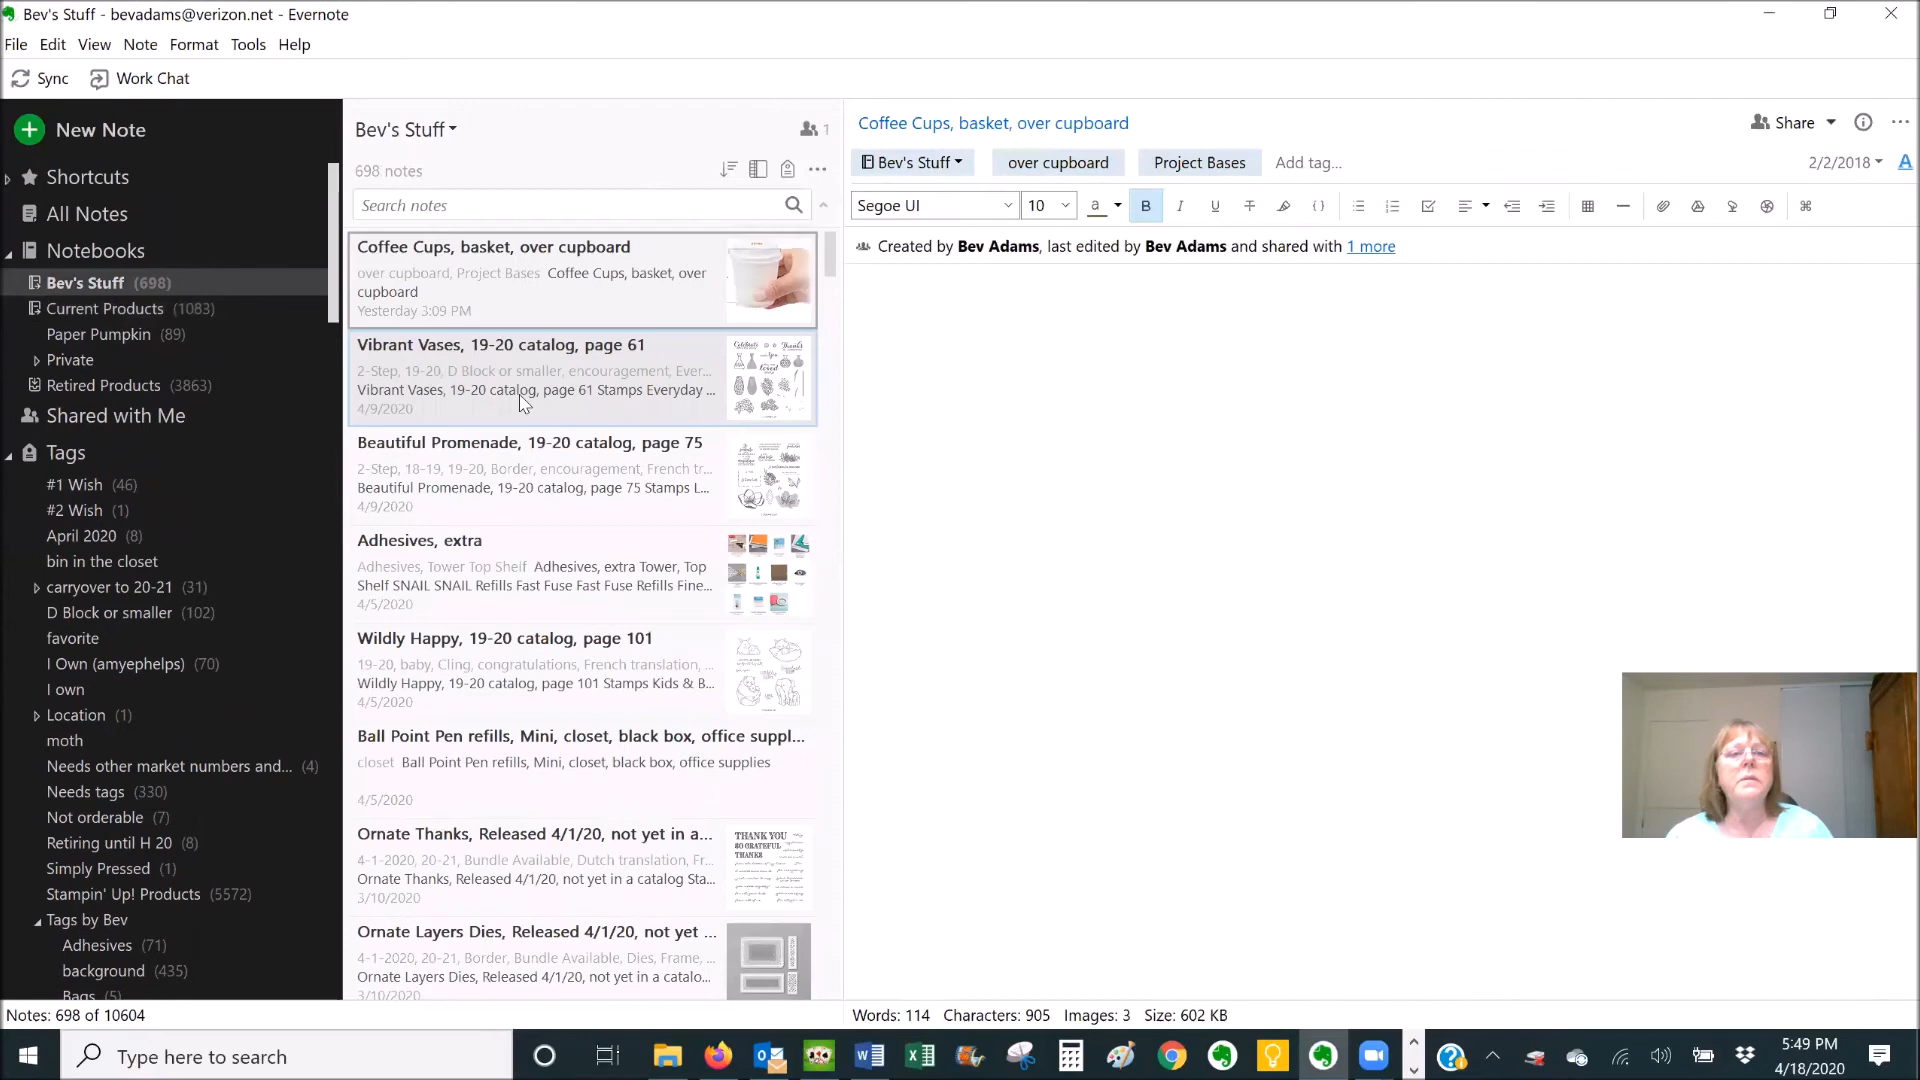 Bev's Stuff - bevadams@verizon.net - Evernote
File Edit View Note Format Tools Help
Sync Work Chat
New Note
Shortcuts
All Notes
Notebooks
Bev's Stuff (698)
Current Products (1083)
Paper Pumpkin (89)
Private
Retired Products (3863)
Shared with Me
Tags
#1 Wish (46)
#2 Wish (1)
April 2020 (8)
bin in the closet
carryover to 20-21 (31)
D Block or smaller (102)
favorite
I Own (amyephelps) (70)
I own
Location (1)
moth
Needs other market numbers and... (4)
Needs tags (330)
Not orderable (7)
Retiring until H 20 (8)
Simply Pressed (1)
Stampin' Up! Products (5572)
Tags by Bev
Adhesives (71)
background (435)
Bags (5)
Notes: 698 of 10604
Bev's Stuff
1
698 notes
Search notes
Coffee Cups, basket, over cupboard
over cupboard, Project Bases Coffee Cups, basket, over
cupboard
Yesterday 3:09 PM
Vibrant Vases, 19-20 catalog, page 61
2-Step, 19-20, D Block or smaller, encouragement, Ever...
Vibrant Vases, 19-20 catalog, page 61 Stamps Everyday ...
4/9/2020
Beautiful Promenade, 19-20 catalog, page 75
2-Step, 18-19, 19-20, Border, encouragement, French tr...
Beautiful Promenade, 19-20 catalog, page 75 Stamps L...
4/9/2020
Adhesives, extra
Adhesives, Tower Top Shelf Adhesives, extra Tower, Top
Shelf SNAIL SNAIL Refills Fast Fuse Fast Fuse Refills Fine...
4/5/2020
Wildly Happy, 19-20 catalog, page 101
19-20, baby, Cling, congratulations, French translation, ...
Wildly Happy, 19-20 catalog, page 101 Stamps Kids & B...
4/5/2020
Ball Point Pen refills, Mini, closet, black box, office suppl...
closet Ball Point Pen refills, Mini, closet, black box, office supplies
4/5/2020
Ornate Thanks, Released 4/1/20, not yet in a...
4-1-2020, 20-21, Bundle Available, Dutch translation, Fr...
Ornate Thanks, Released 4/1/20, not yet in a catalog Sta...
3/10/2020
THANK YOU
SO GRATEFUL
THANKS
Ornate Layers Dies, Released 4/1/20, not yet ...
4-1-2020, 20-21, Border, Bundle Available, Dies, Frame, ...
Ornate Layers Dies, Released 4/1/20, not yet in a catalo...
3/10/2020
Coffee Cups, basket, over cupboard
Share
Bev's Stuff over cupboard Project Bases Add tag...
2/2/2018
Segoe UI 10
Created by Bev Adams, last edited by Bev Adams and shared with 1 more
Words: 114 Characters: 905 Images: 3 Size: 602 KB
Type here to search
5:49 PM
4/18/2020